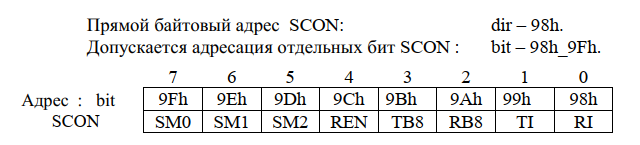 Прямой байтовый адрес SCON: dir – 98h.
Допускается адресация отдельных бит SCON : bit – 98h_9Fh.
7 6 5 4 3 2 1 0
Адрес : bit 9Fh 9Eh 9Dh 9Ch 9Bh 9Ah 99h 98h
SCON SM0 SM1 SM2 REN TB8 RB8 TI RI